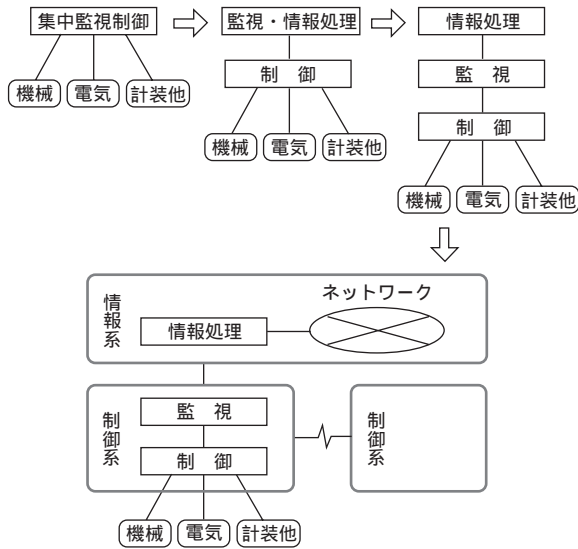 集中監視制御
機械
電気
計装他
監視・情報処理
制 御
機械
電気
計装他
情報処理
監 視
制 御
機械
電気
計装他
情報系
情報処理
ネットワーク
制御系
監 視
制 御
機械
電気
計装他
制御系